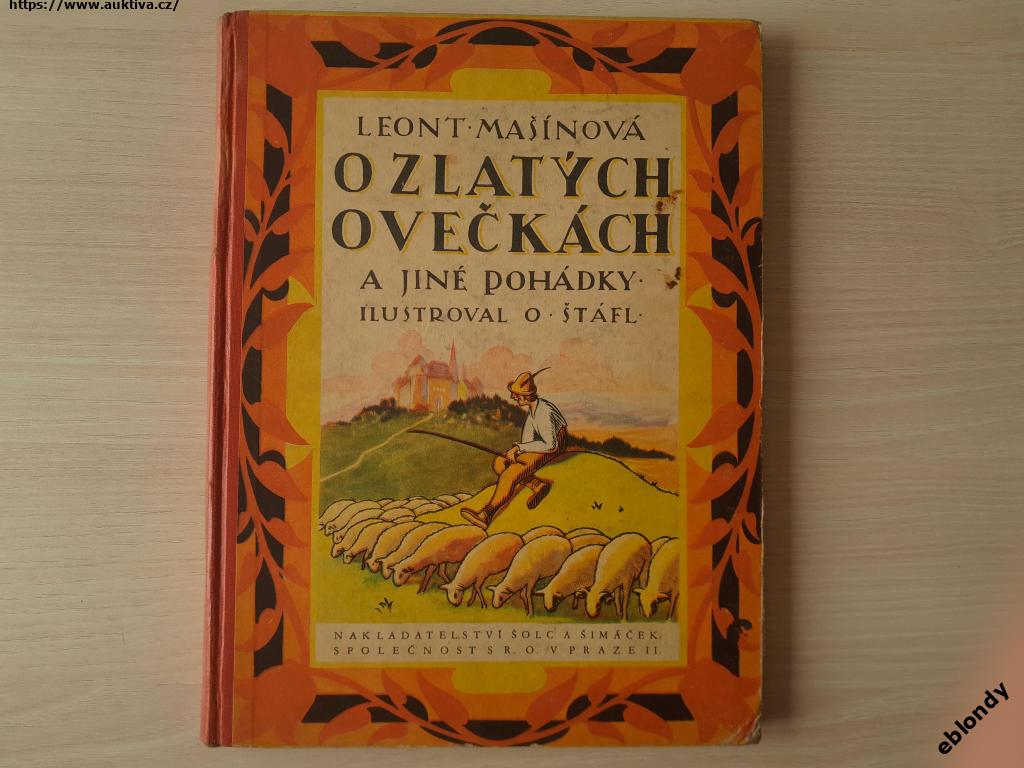 https://www.auktiva.cz/
LEONT·MAŠÍNOVÁ
O ZLATÝCH
OVEČKÁCH
A JINÉ POHÁDKY·
ILUSTROVAL O·ŠTÁFL·
NAKLADATELSTVÍ ŠOLC A ŠIMÁČEK,
SPOLEČNOST S R. O. V PRAZE II.
eblondy